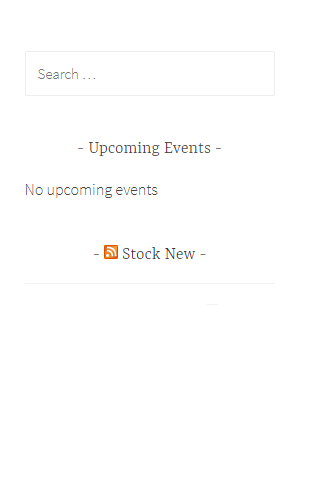 Search …
- Upcoming Events -
No upcoming events
- Stock New -